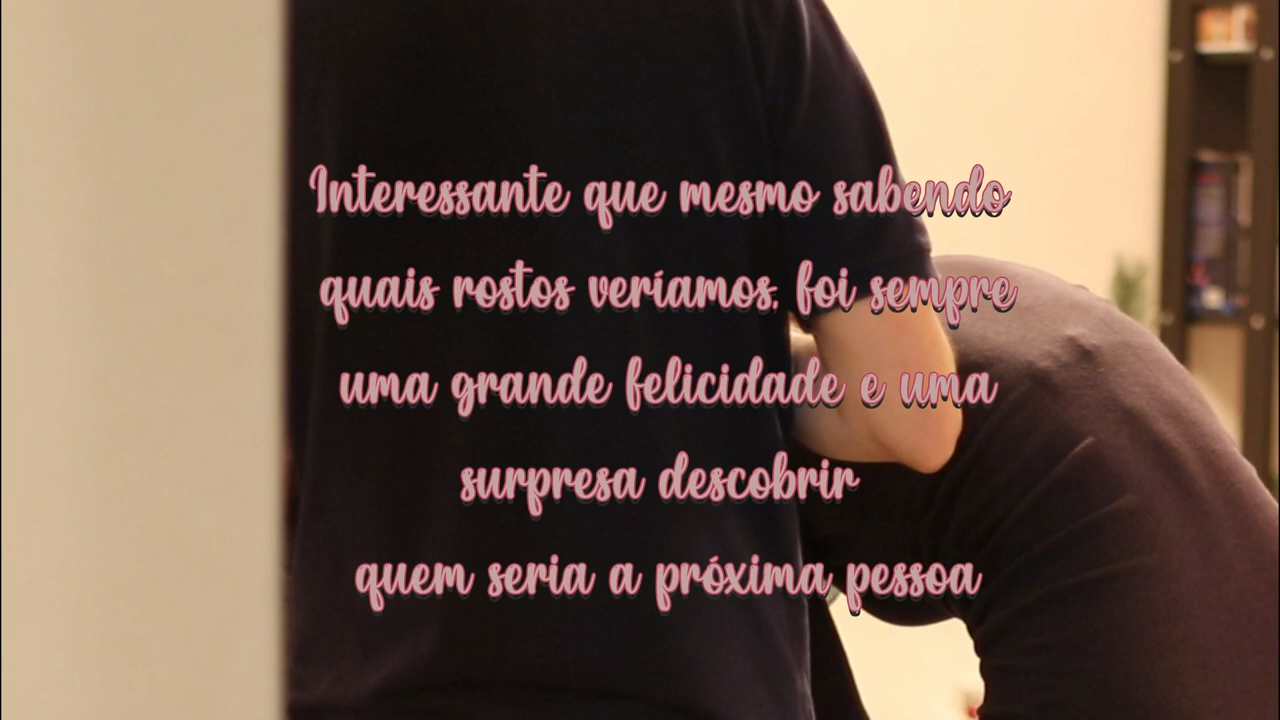 Interessante que mesmo sabendo
quais rostos veríamos, foi sempre
uma grande felicidade e uma
surpresa descobrir
quem seria a próxima pessoa